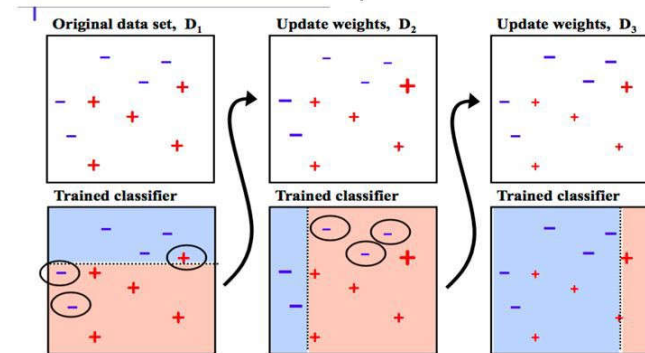 Original data set, D1
Update weights, D2
Update weights, D3
Trained classifier
Trained classifier
Trained classifier